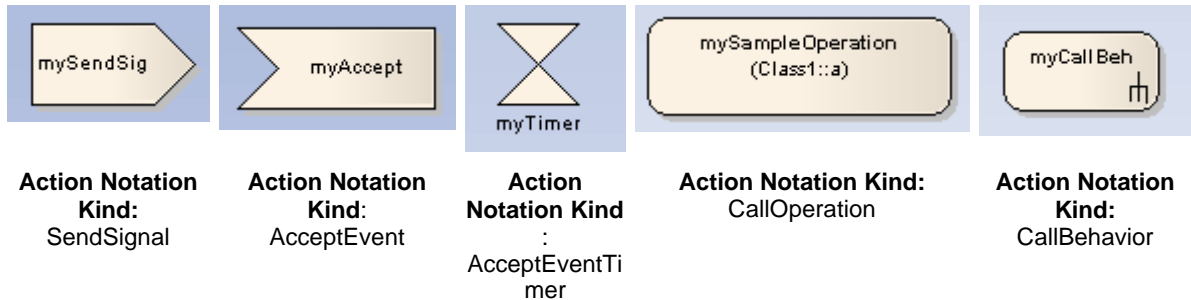 mySendSig
myAccept
myTimer
mySampleOperation
(Class1::a)
myCallBeh
Action Notation
Kind:
SendSignal
Action Notation
Kind:
AcceptEvent
Action
Notation Kind
:
AcceptEventTi
mer
Action Notation Kind:
CallOperation
Action Notation
Kind:
CallBehavior